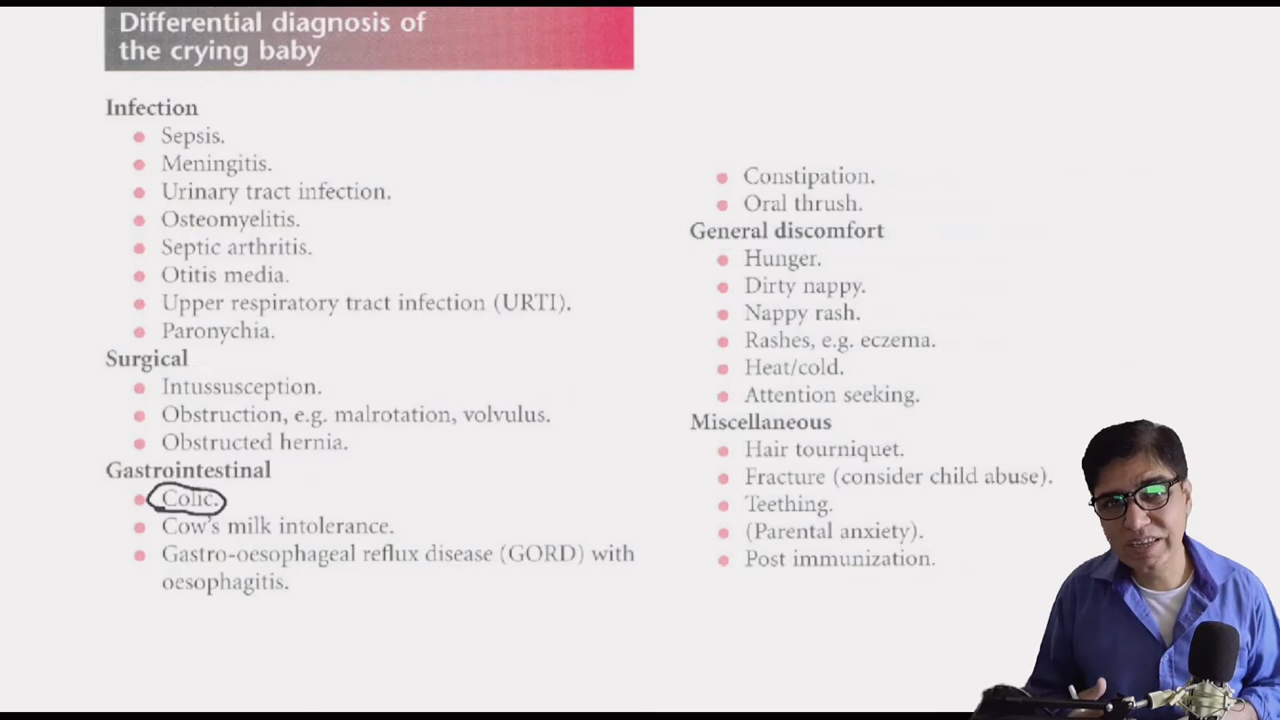 Differential diagnosis of
the crying baby
Infection
Sepsis.
Meningitis.
Urinary tract infection.
Osteomyelitis.
Septic arthritis.
Otitis media.
Upper respiratory tract infection (URTI).
Paronychia.
Surgical
Intussusception.
Obstruction, e.g. malrotation, volvulus.
Obstructed hernia.
Gastrointestinal
Colic.
Cow's milk intolerance.
Gastro-oesophageal reflux disease (GORD) with
oesophagitis.
Constipation.
Oral thrush.
General discomfort
Hunger.
Dirty nappy.
Nappy rash.
Rashes, e.g. eczema.
Heat/cold.
Attention seeking.
Miscellaneous
Hair tourniquet.
Fracture (consider child abuse).
Teething.
(Parental anxiety).
Post immunization.